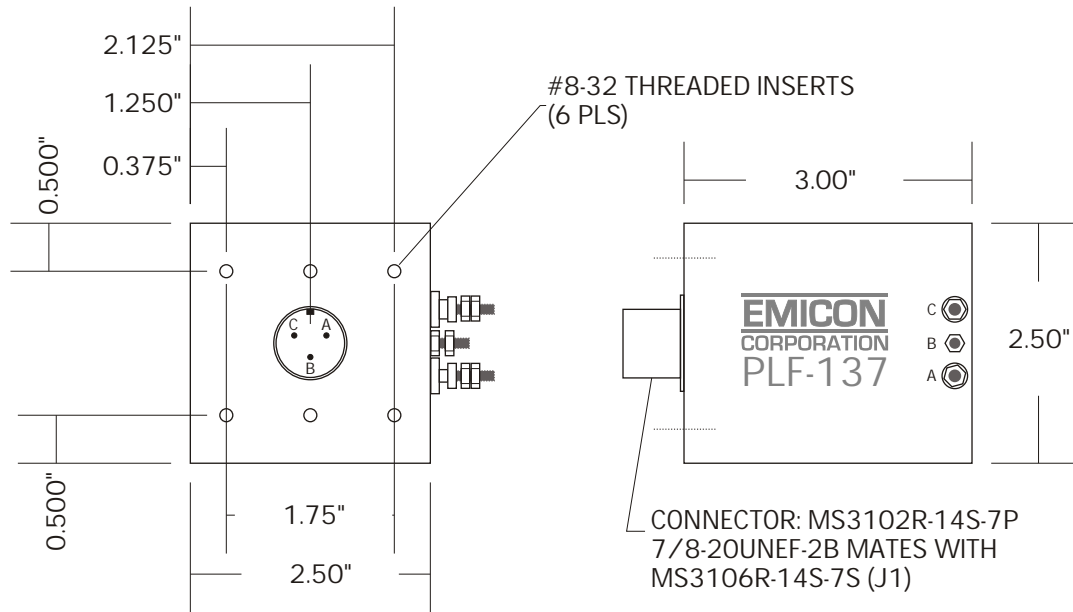 2.125"
1.250"
0.375"
0.500"
#8-32 THREADED INSERTS
(6 PLS)
3.00"
C A
B
EMICON
CORPORATION
PLF-137
C
B
A
2.50"
0.500"
1.75"
2.50"
CONNECTOR: MS3102R-14S-7P
7/8-20UNEF-2B MATES WITH
MS3106R-14S-7S (J1)